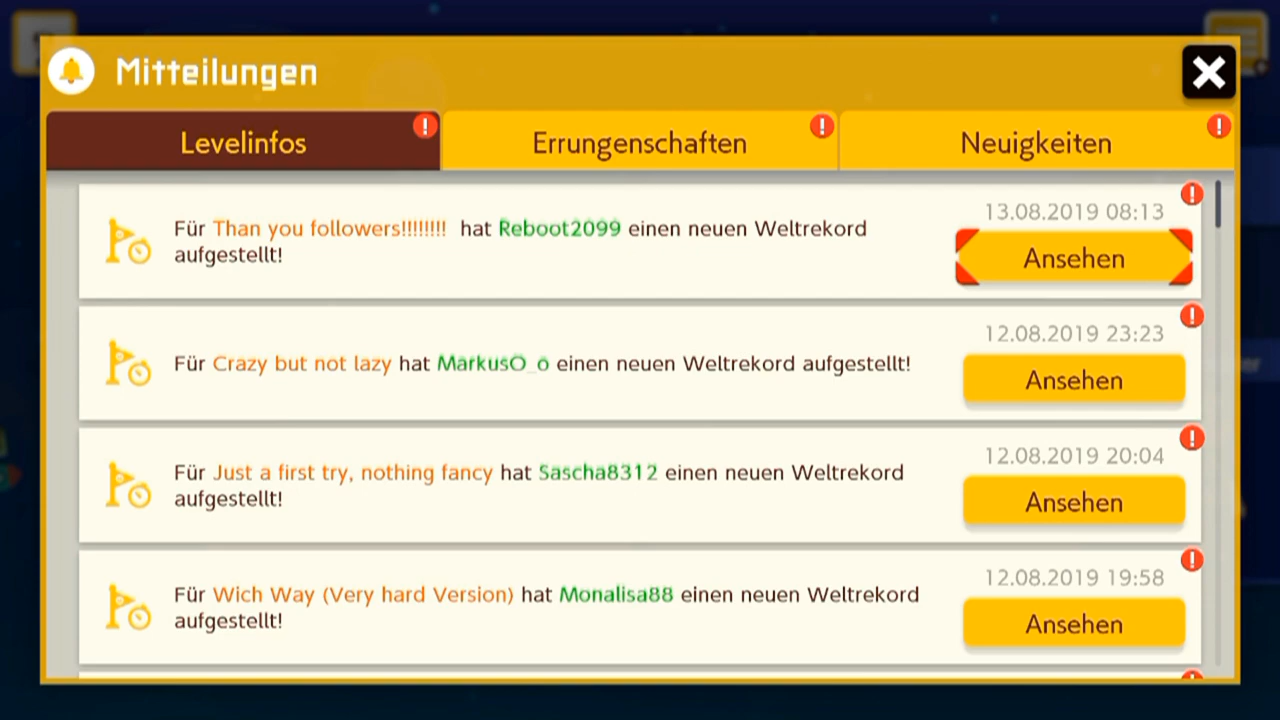 Mitteilungen
Levelinfos
Errungenschaften
Neuigkeiten
Für Than you followers!!!!!!!! hat Reboot2099 einen neuen Weltrekord
aufgestellt!
13.08.2019 08:13
Ansehen
Für Crazy but not lazy hat MarkusO_o einen neuen Weltrekord aufgestellt!
12.08.2019 23:23
Ansehen
Für Just a first try, nothing fancy hat Sascha8312 einen neuen Weltrekord
aufgestellt!
12.08.2019 20:04
Ansehen
Für Wich Way (Very hard Version) hat Monalisa88 einen neuen Weltrekord
aufgestellt!
12.08.2019 19:58
Ansehen